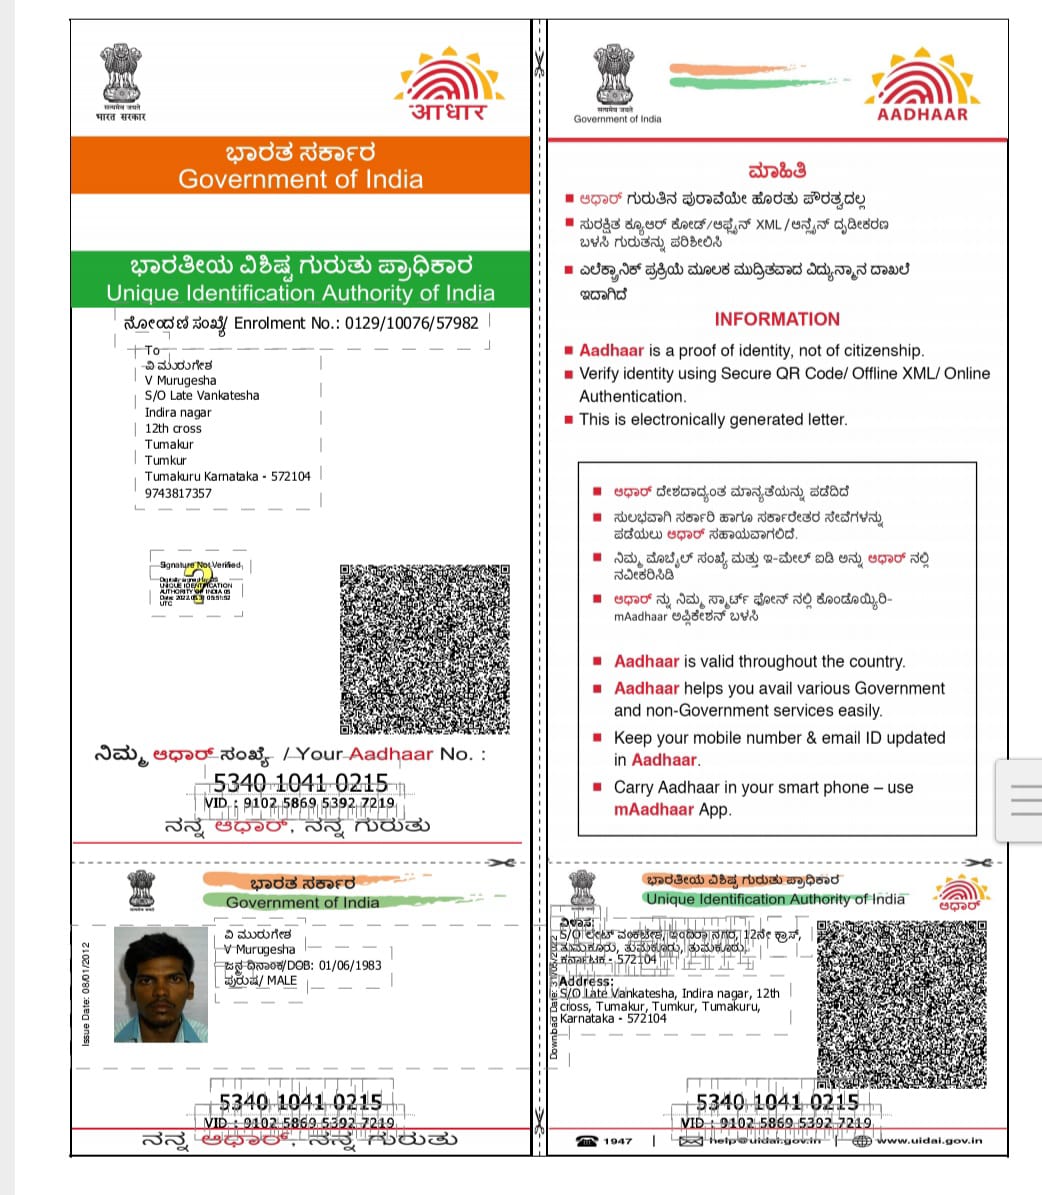 सत्यमेव जयते
भारत सरकार
आधार
ಭಾರತ ಸರ್ಕಾರ
Government of India
ಭಾರತೀಯ ವಿಶಿಷ್ಟ ಗುರುತು ಪ್ರಾಧಿಕಾರ
Unique Identification Authority of India
ನೋಂದಣಿ ಸಂಖ್ಯೆ/ Enrolment No.: 0129/10076/57982
To
ವಿ ಮುರುಗೇಶ
V Murugesha
S/O Late Vankatesha
Indira nagar
12th cross
Tumakur
Tumkur
Tumakuru Karnataka - 572104
9743817357
Signature Not Verified
Digitally signed by DS
UNIQUE IDENTIFICATION
AUTHORITY OF INDIA 05
Date: 2022.05.31 05:51:52
UTC
ನಿಮ್ಮ ಆಧಾರ್ ಸಂಖ್ಯೆ / Your Aadhaar No. :
5340 1041 0215
VID : 9102 5869 5392 7219
ನನ್ನ ಆಧಾರ್, ನನ್ನ ಗುರುತು
ಭಾರತ ಸರ್ಕಾರ
Government of India
Issue Date: 08/01/2012
ವಿ ಮುರುಗೇಶ
V Murugesha
ಜನ್ಮ ದಿನಾಂಕ/DOB: 01/06/1983
ಪುರುಷ/ MALE
5340 1041 0215
VID : 9102 5869 5392 7219
ನನ್ನ ಆಧಾರ್, ನನ್ನ ಗುರುತು
सत्यमेव जयते
Government of India
AADHAAR
ಮಾಹಿತಿ
ಆಧಾರ್ ಗುರುತಿನ ಪುರಾವೆಯೇ ಹೊರತು ಪೌರತ್ವದಲ್ಲ
ಸುರಕ್ಷಿತ ಕ್ಯೂಆರ್ ಕೋಡ್/ಆಫ್ಲೈನ್ XML /ಆನ್ಲೈನ್ ದೃಢೀಕರಣ
ಬಳಸಿ ಗುರುತನ್ನು ಪರಿಶೀಲಿಸಿ
ಎಲೆಕ್ಟ್ರಾನಿಕ್ ಪ್ರಕ್ರಿಯೆ ಮೂಲಕ ಮುದ್ರಿತವಾದ ವಿದ್ಯುನ್ಮಾನ ದಾಖಲೆ
ಇದಾಗಿದೆ
INFORMATION
Aadhaar is a proof of identity, not of citizenship.
Verify identity using Secure QR Code/ Offline XML/ Online
Authentication.
This is electronically generated letter.
ಆಧಾರ್ ದೇಶದಾದ್ಯಂತ ಮಾನ್ಯತೆಯನ್ನು ಪಡೆದಿದೆ
ಸುಲಭವಾಗಿ ಸರ್ಕಾರಿ ಹಾಗೂ ಸರ್ಕಾರೇತರ ಸೇವೆಗಳನ್ನು
ಪಡೆಯಲು ಆಧಾರ್ ಸಹಾಯವಾಗಲಿದೆ.
ನಿಮ್ಮ ಮೊಬೈಲ್ ಸಂಖ್ಯೆ ಮತ್ತು ಇ-ಮೇಲ್ ಐಡಿ ಅನ್ನು ಆಧಾರ್ ನಲ್ಲಿ
ನವೀಕರಿಸಿಡಿ
ಆಧಾರ್ ನ್ನು ನಿಮ್ಮ ಸ್ಮಾರ್ಟ್ ಫೋನ್ ನಲ್ಲಿ ಕೊಂಡೊಯ್ಯಿರಿ-
mAadhaar ಅಪ್ಲಿಕೇಶನ್ ಬಳಸಿ
Aadhaar is valid throughout the country.
Aadhaar helps you avail various Government
and non-Government services easily.
Keep your mobile number & email ID updated
in Aadhaar.
Carry Aadhaar in your smart phone – use
mAadhaar App.
ಭಾರತೀಯ ವಿಶಿಷ್ಟ ಗುರುತು ಪ್ರಾಧಿಕಾರ
Unique Identification Authority of India
ಆಧಾರ್
Download Date: 31/05/2022
ವಿಳಾಸ:
S/O ಲೇಟ್ ವಂಕಟೇಶ, ಇಂದಿರಾ ನಗರ, 12ನೇ ಕ್ರಾಸ್,
ತುಮಕೂರು, ತುಮಕೂರು, ತುಮಕೂರು,
ಕರ್ನಾಟಕ - 572104
Address:
S/O Late Vankatesha, Indira nagar, 12th
cross, Tumakur, Tumkur, Tumakuru,
Karnataka - 572104
5340 1041 0215
VID : 9102 5869 5392 7219
1947 | help@uidai.gov.in | www.uidai.gov.in